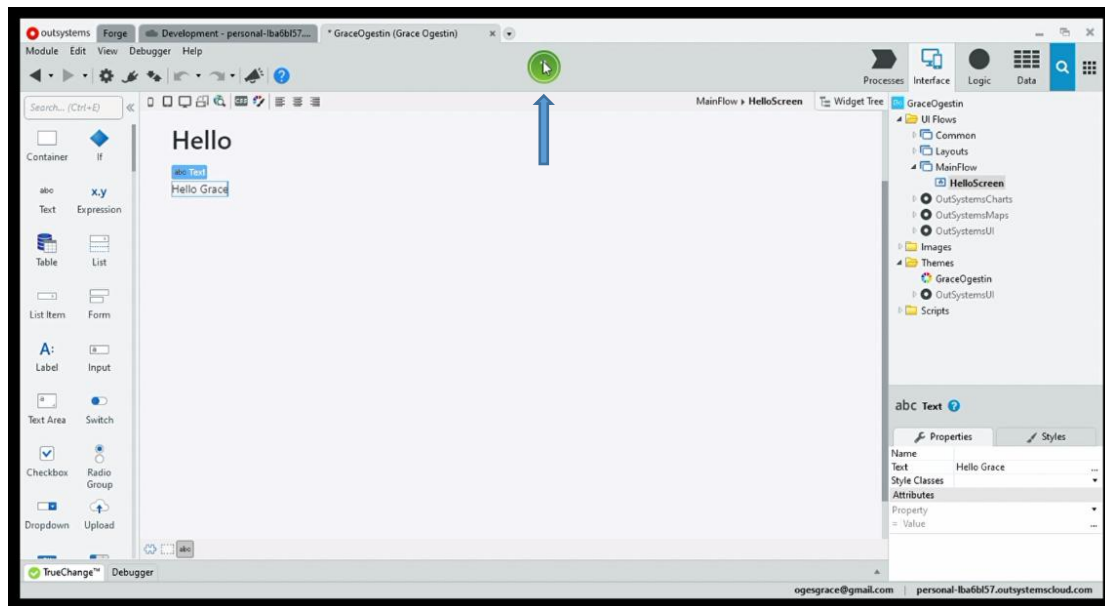 outsystems Forge Development - personal-lba6bl57.... * GraceOgestin (Grace Ogestin)
Module Edit View Debugger Help
Processes Interface Logic Data
Search... (Ctrl+E)
MainFlow HelloScreen Widget Tree
Container If
abc x.y
Text Expression
Table List
List Item Form
A:
Label Input
Text Area Switch
Checkbox Radio Group
Dropdown Upload
Hello
abc Text
Hello Grace
abc
GraceOgestin
UI Flows
Common
Layouts
MainFlow
HelloScreen
OutSystemsCharts
OutSystemsMaps
OutSystemsUI
Images
Themes
GraceOgestin
OutSystemsUI
Scripts
abc Text
Properties Styles
Name
Text Hello Grace ...
Style Classes
Attributes
Property
= Value ...
TrueChange™ Debugger
ogesgrace@gmail.com | personal-lba6bl57.outsystemscloud.com